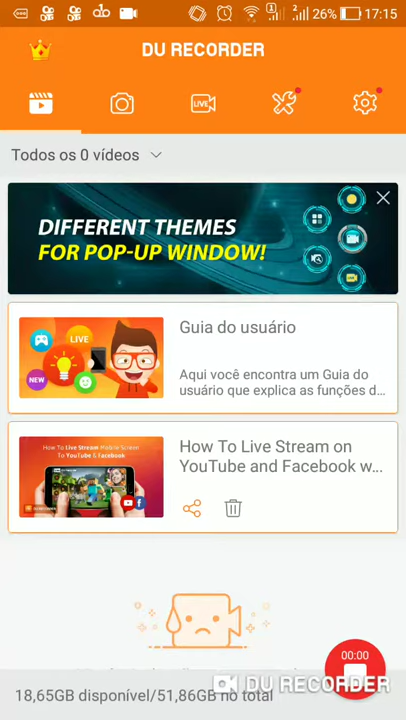 26% 17:15
DU RECORDER
LIVE
Todos os 0 vídeos
DIFFERENT THEMES
FOR POP-UP WINDOW!
LIVE
NEW
Guia do usuário
Aqui você encontra um Guia do
usuário que explica as funções d...
How To Live Stream Mobile Screen
To YouTube & Facebook
How To Live Stream on
YouTube and Facebook w...
00:00
DU RECORDER
18,65GB disponível/51,86GB no total